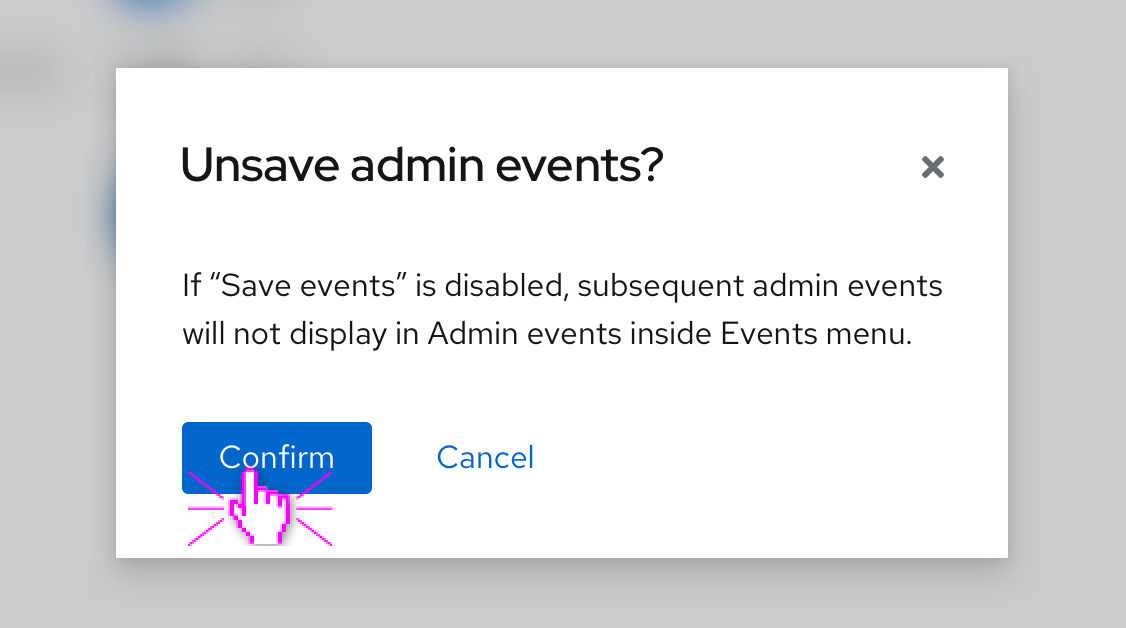 Unsave admin events?
If “Save events” is disabled, subsequent admin events
will not display in Admin events inside Events menu.
Confirm
Cancel